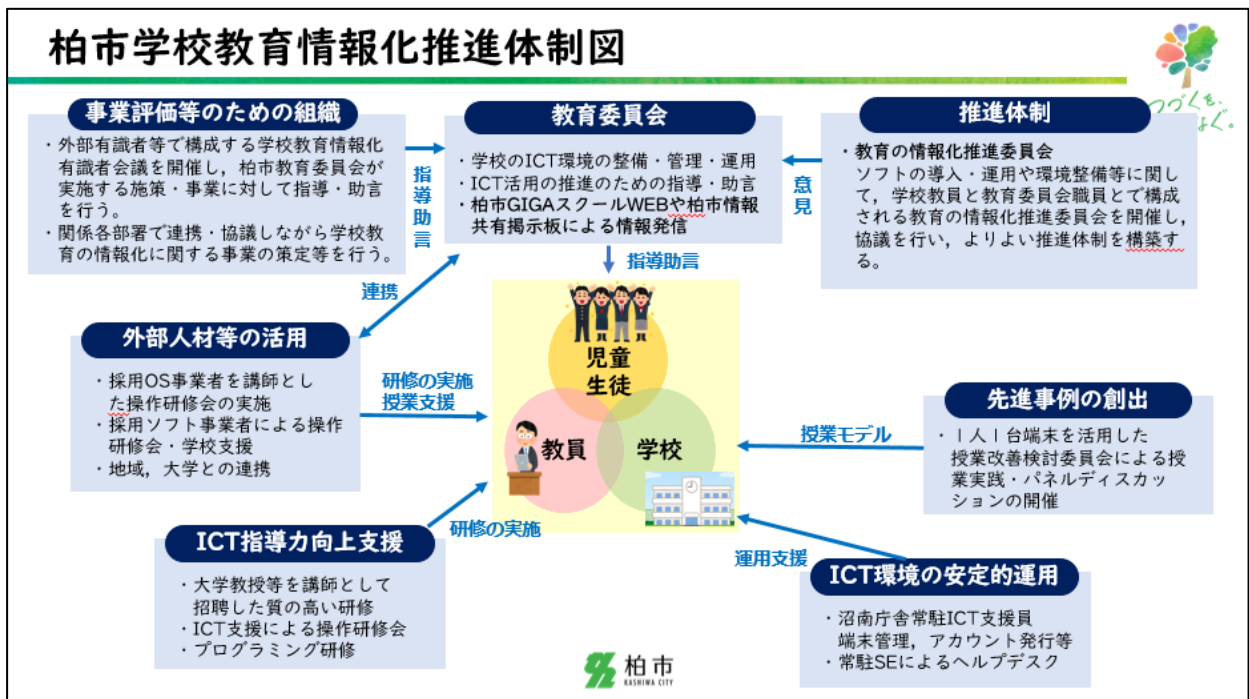 柏市学校教育情報化推進体制図
つづくを、
つなぐ。
事業評価等のための組織
・外部有識者等で構成する学校教育情報化
有識者会議を開催し，柏市教育委員会が
実施する施策・事業に対して指導・助言
を行う。
・関係各部署で連携・協議しながら学校教
育の情報化に関する事業の策定等を行う。
指導助言
教育委員会
・学校のICT環境の整備・管理・運用
・ICT活用の推進のための指導・助言
・柏市GIGAスクールWEBや柏市情報
共有掲示板による情報発信
意見
推進体制
・教育の情報化推進委員会
ソフトの導入・運用や環境整備等に関し
て，学校教員と教育委員会職員とで構成
される教育の情報化推進委員会を開催し，
協議を行い，よりよい推進体制を構築す
る。
指導助言
連携
外部人材等の活用
・採用OS事業者を講師とし
た操作研修会の実施
・採用ソフト事業者による操作
研修会・学校支援
・地域，大学との連携
研修の実施
授業支援
児童
生徒
教員
学校
授業モデル
先進事例の創出
・1人1台端末を活用した
授業改善検討委員会による授
業実践・パネルディスカッ
ションの開催
ICT指導力向上支援
・大学教授等を講師として
招聘した質の高い研修
・ICT支援による操作研修会
・プログラミング研修
研修の実施
運用支援
ICT環境の安定的運用
・沼南庁舎常駐ICT支援員
端末管理，アカウント発行等
・常駐SEによるヘルプデスク
柏市
KASHIWA CITY